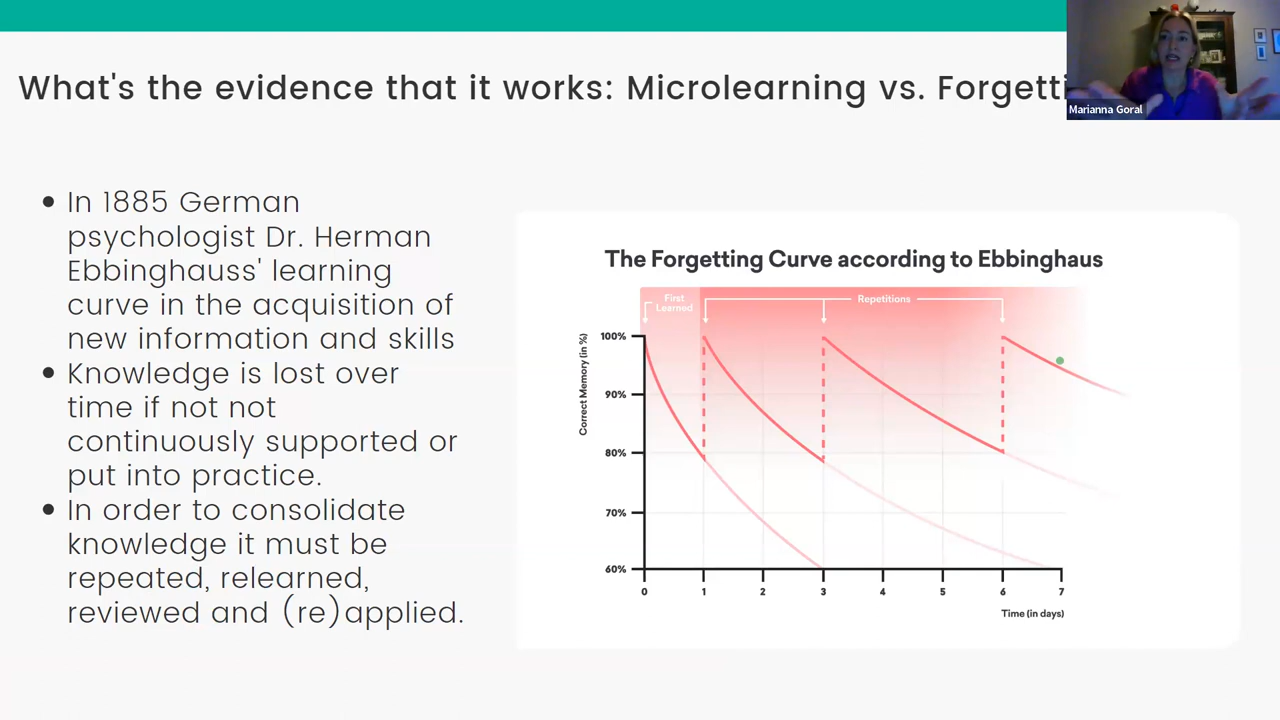 What's the evidence that it works: Microlearning vs. Forgetti
Marianna Goral
In 1885 German
psychologist Dr. Herman
Ebbinghauss' learning
curve in the acquisition of
new information and skills
Knowledge is lost over
time if not not
continuously supported or
put into practice.
In order to consolidate
knowledge it must be
repeated, relearned,
reviewed and (re)applied.
The Forgetting Curve according to Ebbinghaus
First
Learned
Repetitions
Correct Memory (in %)
100%
90%
80%
70%
60%
0 1 2 3 4 5 6 7
Time (in days)